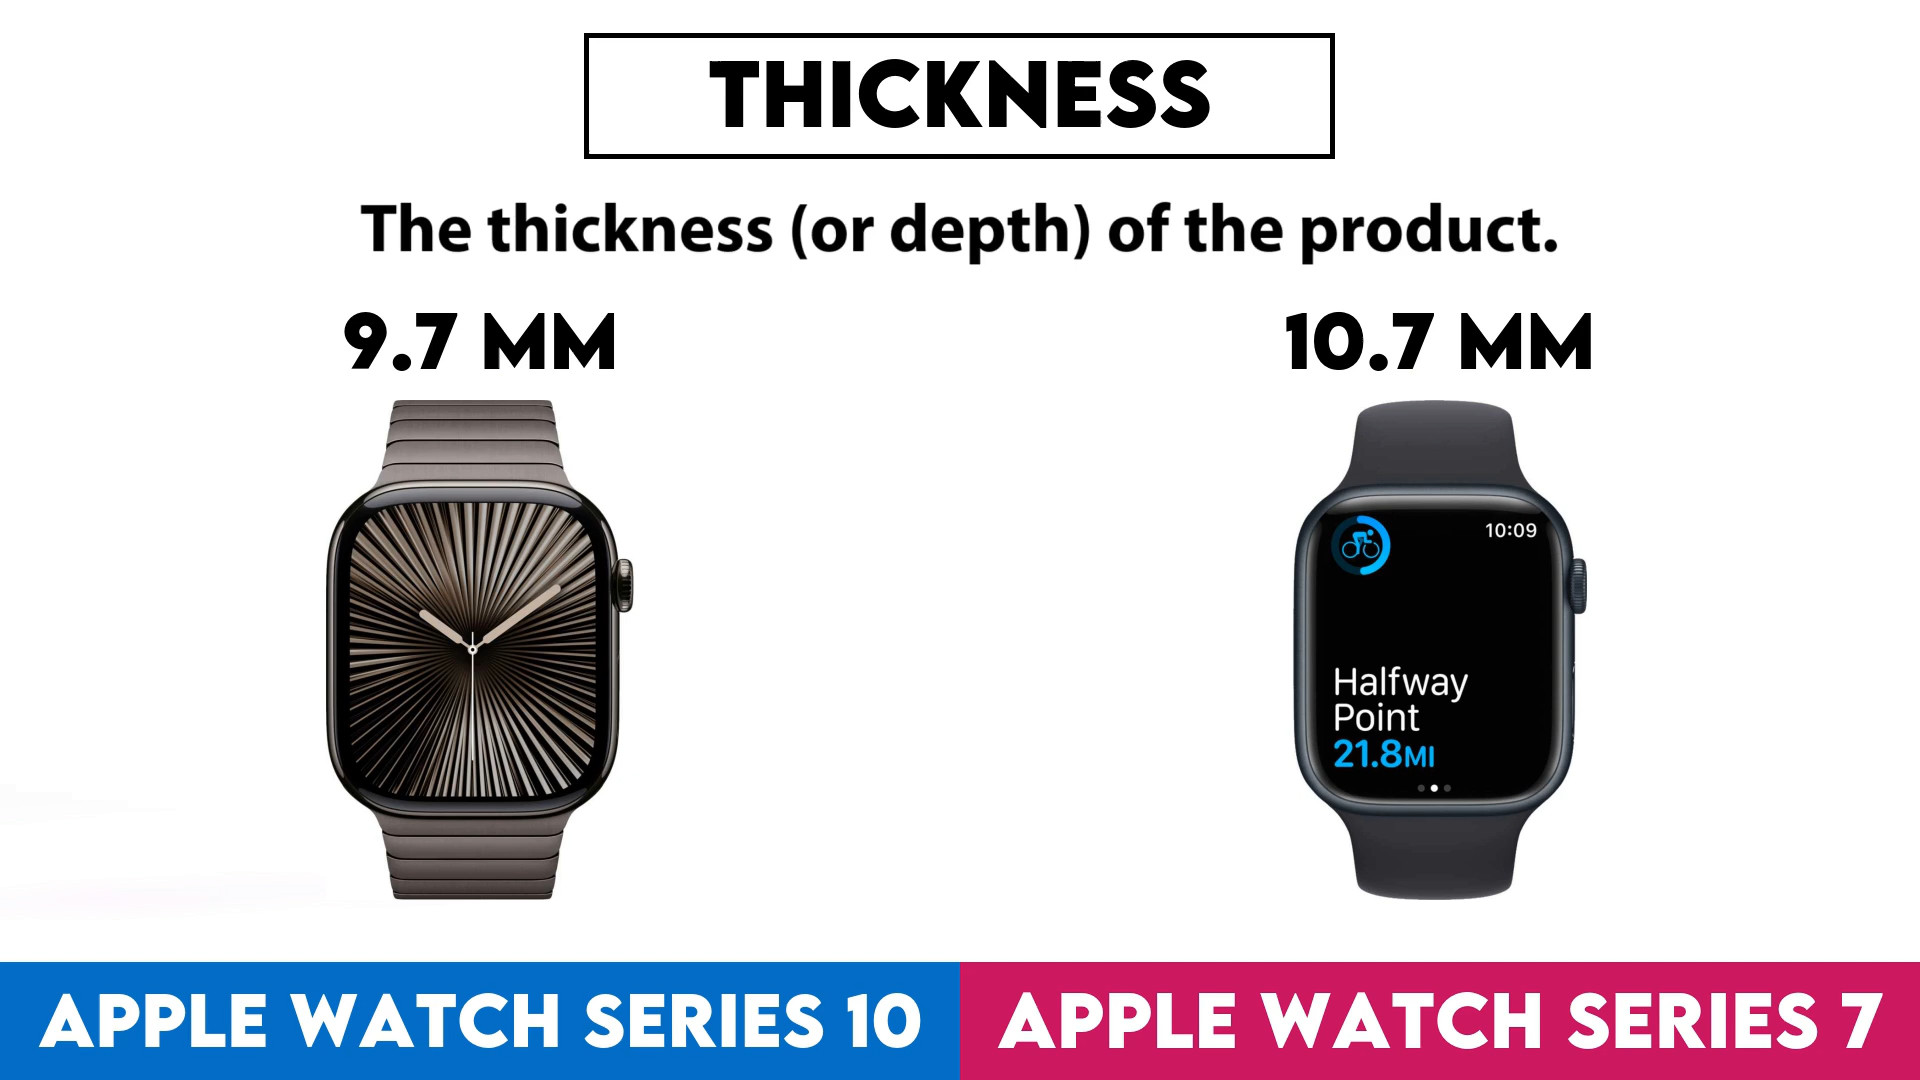 THICKNESS
The thickness (or depth) of the product.
9.7 MM
10.7 MM
10:09
Halfway
Point
21.8MI
APPLE WATCH SERIES 10
APPLE WATCH SERIES 7